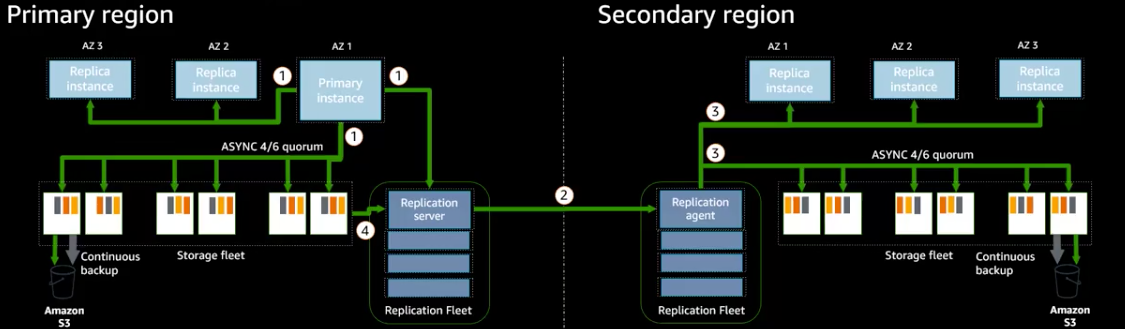 Primary region
Secondary region
AZ 3
AZ 2
AZ 1
AZ 1
AZ 2
AZ 3
Replica
instance
Replica
instance
1
Primary
instance
1
Replica
instance
Replica
instance
Replica
instance
3
1
ASYNC 4/6 quorum
3
ASYNC 4/6 quorum
Replication
server
2
Replication
agent
4
Continuous
backup
Storage fleet
Storage fleet
Continuous
backup
Amazon
S3
Replication Fleet
Replication Fleet
Amazon
S3